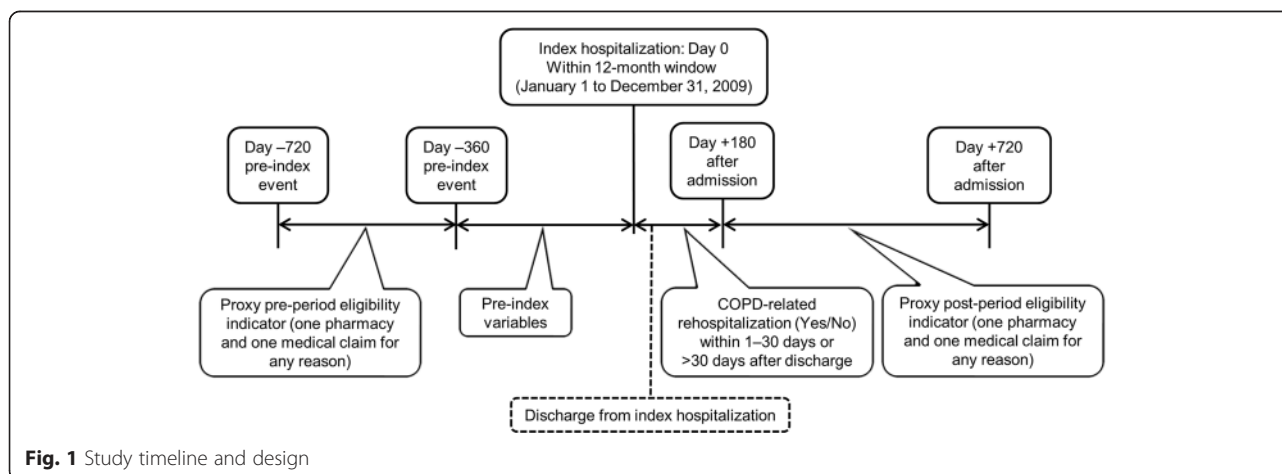 Index hospitalization: Day 0
Within 12-month window
(January 1 to December 31, 2009)
Day –720
pre-index
event
Day –360
pre-index
event
Day +180
after
admission
Day +720
after
admission
Proxy pre-period eligibility
indicator (one pharmacy
and one medical claim for
any reason)
Pre-index
variables
COPD-related
rehospitalization (Yes/No)
within 1–30 days or
>30 days after discharge
Proxy post-period eligibility
indicator (one pharmacy
and one medical claim for
any reason)
Discharge from index hospitalization
Fig. 1 Study timeline and design